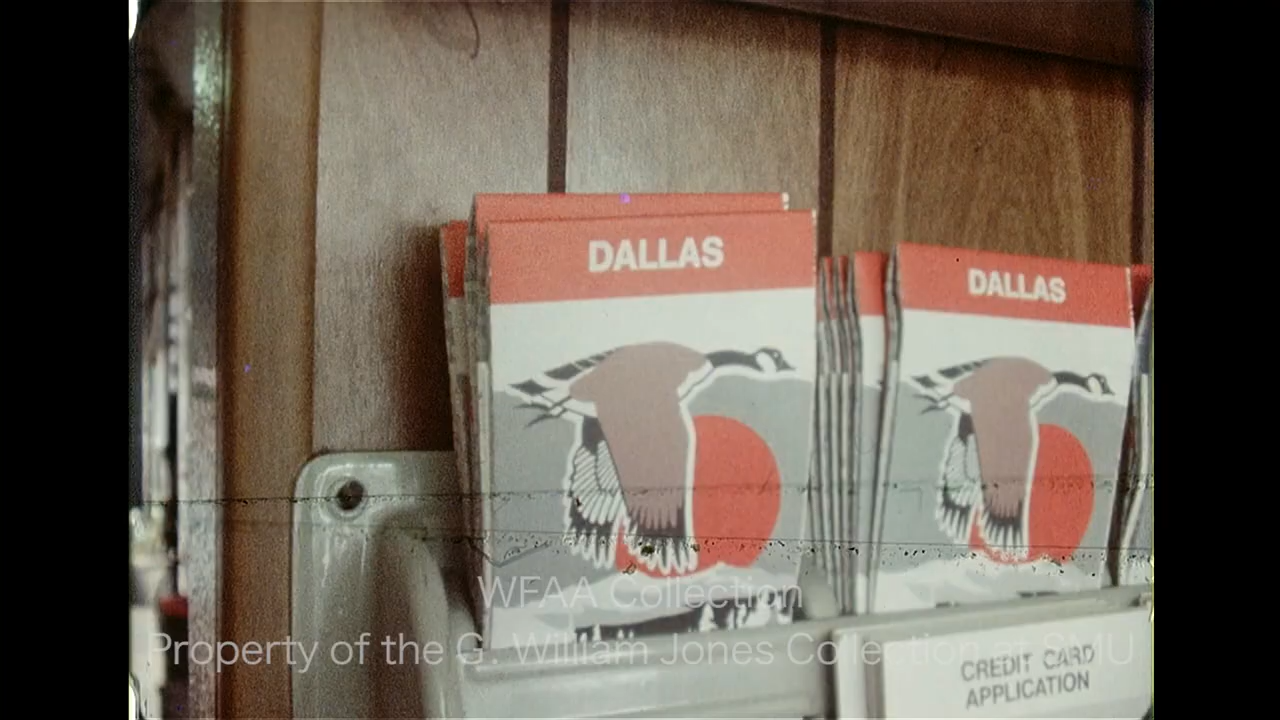 DALLAS
DALLAS
WFAA Collection
Property of the G. William Jones Collection at SMU
CREDIT CARD
APPLICATION